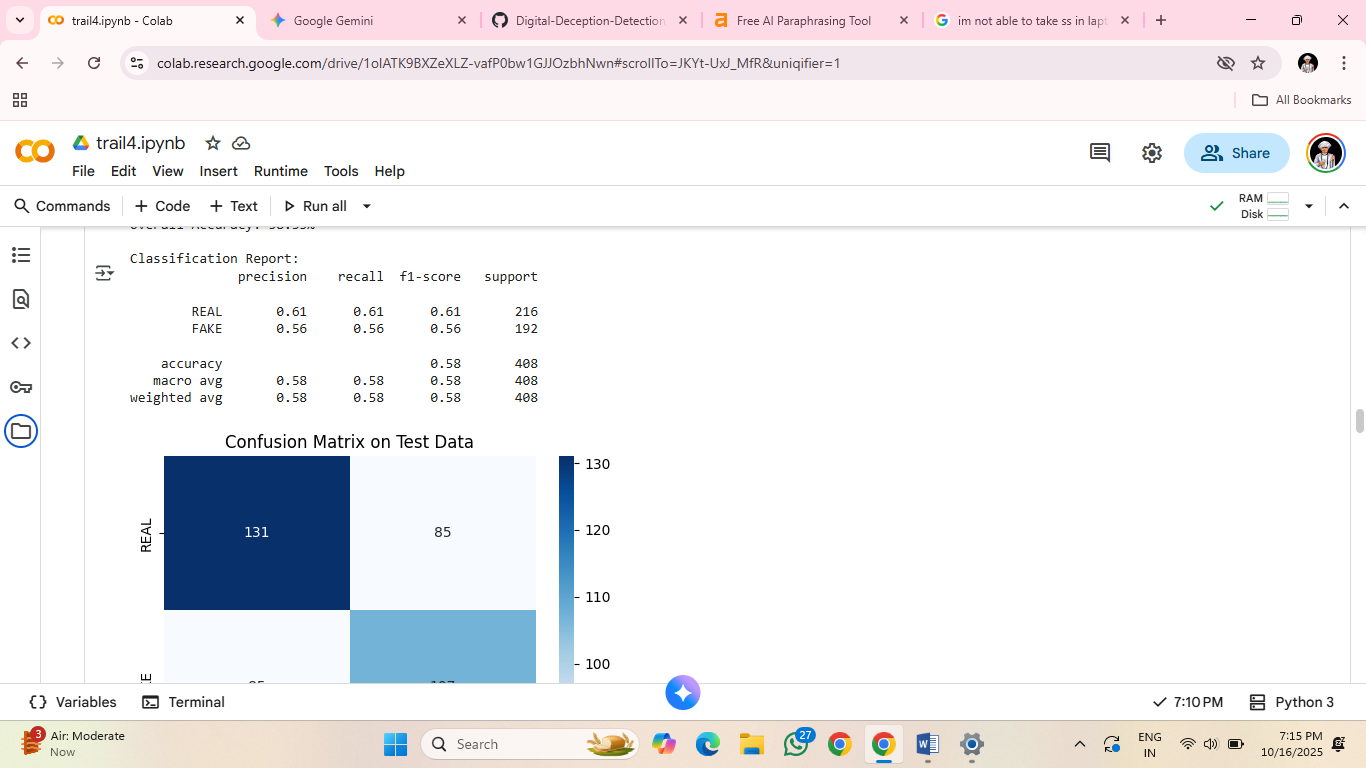 trail4.ipynb - Colab
Google Gemini
Digital-Deception-Detection
Free AI Paraphrasing Tool
im not able to take ss in lapt
colab.research.google.com/drive/1olATK9BXZeXLZ-vafP0bw1GJJOzbhNwn#scrollTo=JKYt-UxJ_MfR&uniqifier=1
All Bookmarks
trail4.ipynb
Share
File Edit View Insert Runtime Tools Help
Commands + Code + Text Run all
RAM
Disk
Overall Accuracy:
Classification Report:
precision recall f1-score support
REAL 0.61 0.61 0.61 216
FAKE 0.56 0.56 0.56 192
accuracy 0.58 408
macro avg 0.58 0.58 0.58 408
weighted avg 0.58 0.58 0.58 408
Confusion Matrix on Test Data
130
REAL
131 85
120
110
100
Variables
Terminal
7:10 PM
Python 3
3
Air: Moderate
Now
Search
27
ENG
IN
7:15 PM
10/16/2025